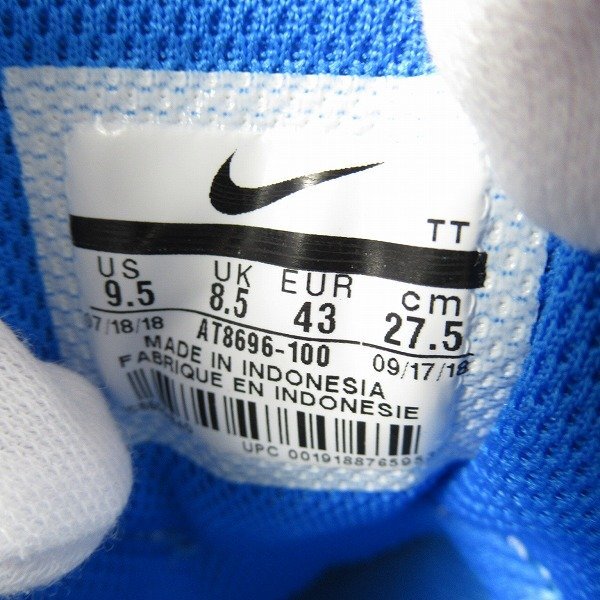 TT
US UK EUR cm
9.5 8.5 43 27.5
07/18/18 AT8696-100 09/17/18
MADE IN INDONESIA
FABRIQUE EN INDONESIE
UPC